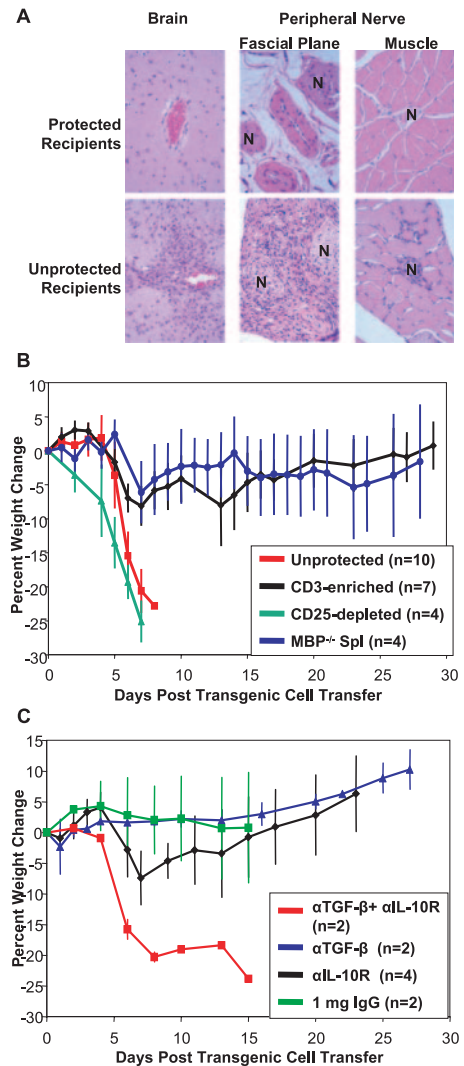 A
Brain
Peripheral Nerve
Fascial Plane
Muscle
Protected
Recipients
N
N
N
Unprotected
Recipients
N
N
N
B
10
5
0
-5
-10
-15
-20
-25
-30
Percent Weight Change
0 5 10 15 20 25 30
Days Post Transgenic Cell Transfer
Unprotected (n=10)
CD3-enriched (n=7)
CD25-depleted (n=4)
MBP-/- Spl (n=4)
C
15
10
5
0
-5
-10
-15
-20
-25
-30
Percent Weight Change
0 5 10 15 20 25 30
Days Post Transgenic Cell Transfer
αTGF-β+ αIL-10R
(n=2)
αTGF-β (n=2)
αIL-10R (n=4)
1 mg IgG (n=2)